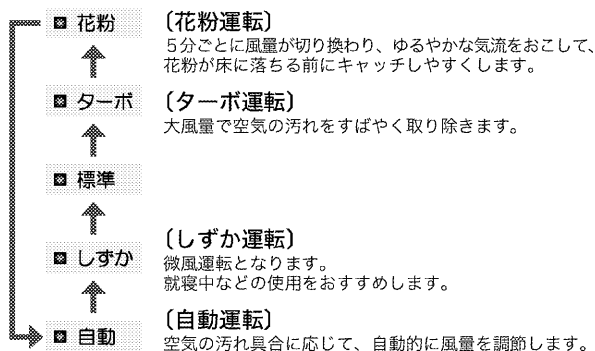 花粉
〔花粉運転〕
5分ごとに風量が切り換わり、ゆるやかな気流をおこして、
花粉が床に落ちる前にキャッチしやすくします。
ターボ
〔ターボ運転〕
大風量で空気の汚れをすばやく取り除きます。
標準
しずか
〔しずか運転〕
微風運転となります。
就寝中などの使用をおすすめします。
自動
〔自動運転〕
空気の汚れ具合に応じて、自動的に風量を調節します。